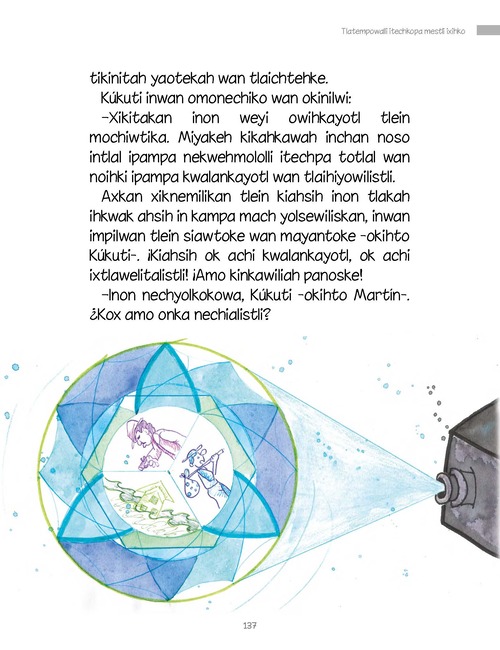 Tlatempowalli itechkopa mestli ixihko
tikinitah yaotekah wan tlaichtehke.
Kúkuti inwan omonechiko wan okinilwi:
–Xikitakan inon weyi owihkayotl tlein
mochiwtika. Miyakeh kikahkawah inchan noso
intlal ipampa nekwehmololli itechpa totlal wan
noihki ipampa kwalankayotl wan tlaihiyowilistli.
Axkan xiknemilikan tlein kiahsih inon tlakah
ihkwak ahsih in kampa mach yolsewiliskan, inwan
impilwan tlein siawtoke wan mayantoke –okihto
Kúkuti–. ¡Kiahsih ok achi kwalankayotl, ok achi
ixtlawelitalistli! ¡Amo kinkawiliah panoske!
–Inon nechyolkokowa, Kúkuti –okihto Martin–.
¿Kox amo onka nechialistli?
137